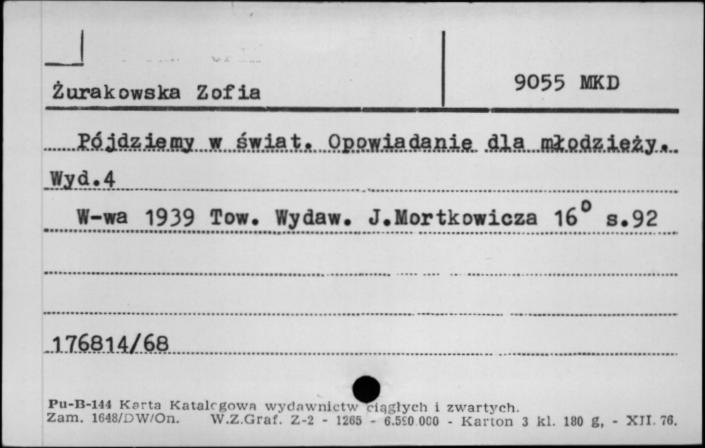 Żurakowska Zofia
9055 MKD
Pójdziemy w świat. Opowiadanie dla młodzieży.
Wyd.4
W-wa 1939 Tow. Wydaw. J.Mortkowicza 16° s.92
176814/68
Pu-B-144 Karta Katalogowa wydawnictw ciągłych i zwartych.
Zam. 1648/DW/On. W.Z.Graf. Z-2 - 1265 - 6.590.000 - Karton 3 kl. 180 g, - XII. 76.